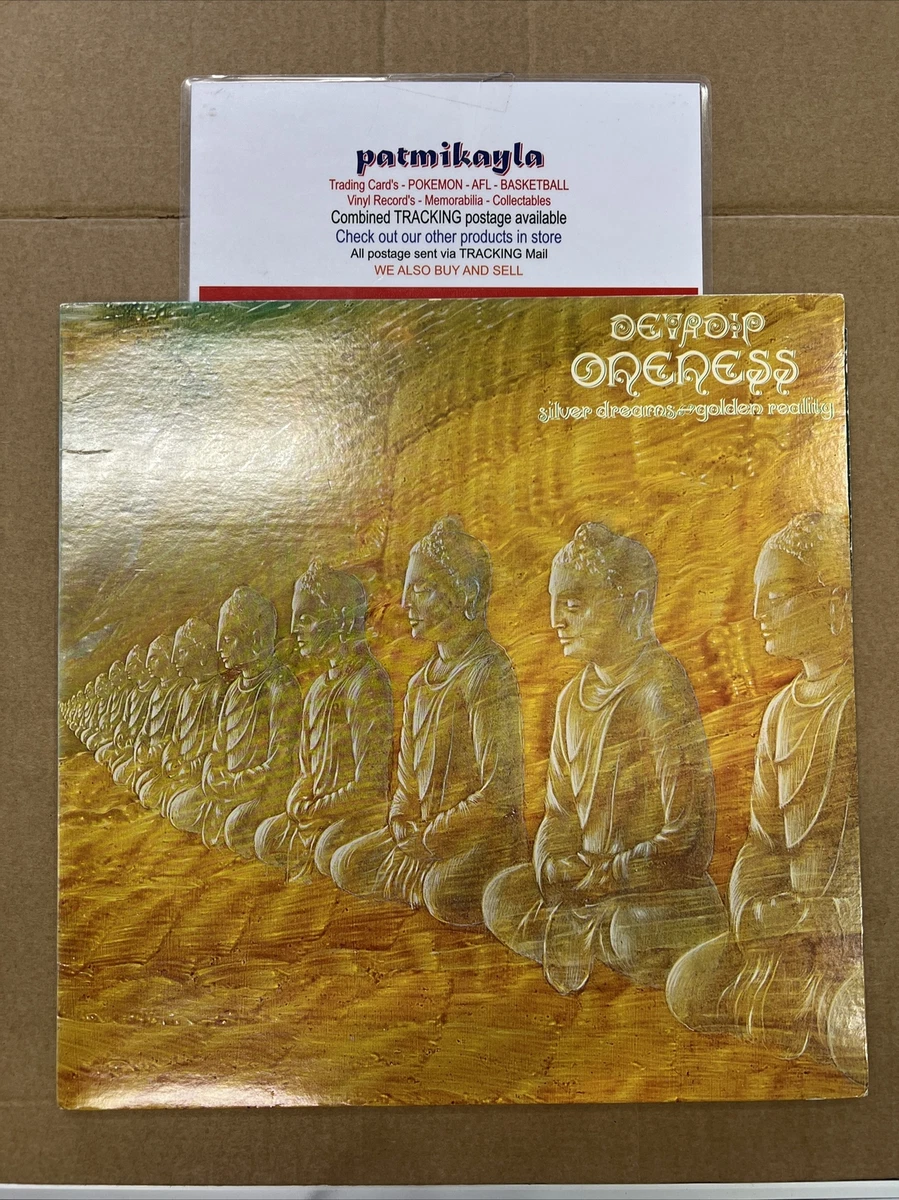 patmikayla
Trading Card's - POKEMON - AFL - BASKETBALL
Vinyl Record's - Memorabilia - Collectables
Combined TRACKING postage available
Check out our other products in store
All postage sent via TRACKING Mail
WE ALSO BUY AND SELL
DEVADIP
ONENESS
silver dreams~golden reality